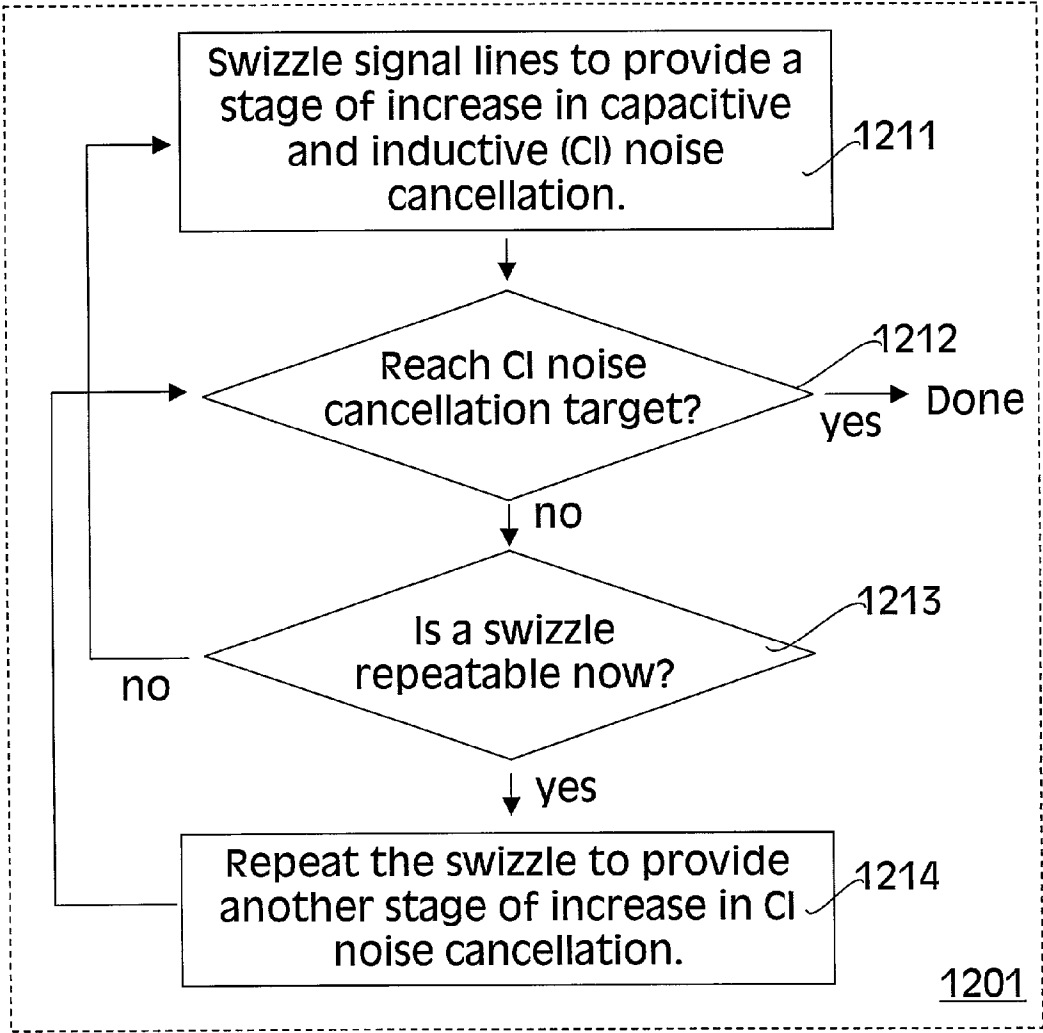 Swizzle signal lines to provide a
stage of increase in capacitive
and inductive (CI) noise
cancellation.
1211
Reach CI noise
cancellation target?
1212
yes
Done
no
Is a swizzle
repeatable now?
1213
no
yes
Repeat the swizzle to provide
another stage of increase in CI
noise cancellation.
1214
1201